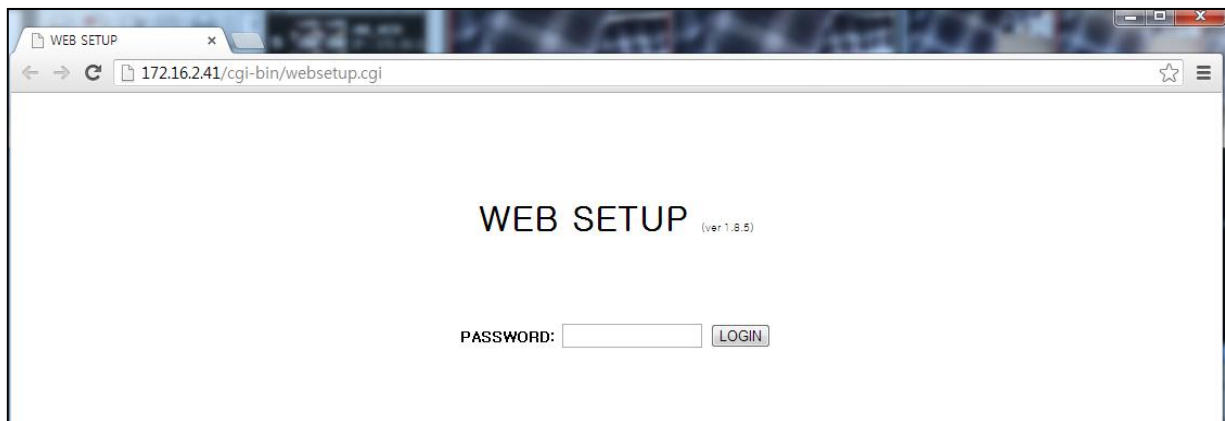 WEB SETUP
172.16.2.41/cgi-bin/websetup.cgi
WEB SETUP (ver 1.8.5)
PASSWORD: LOGIN